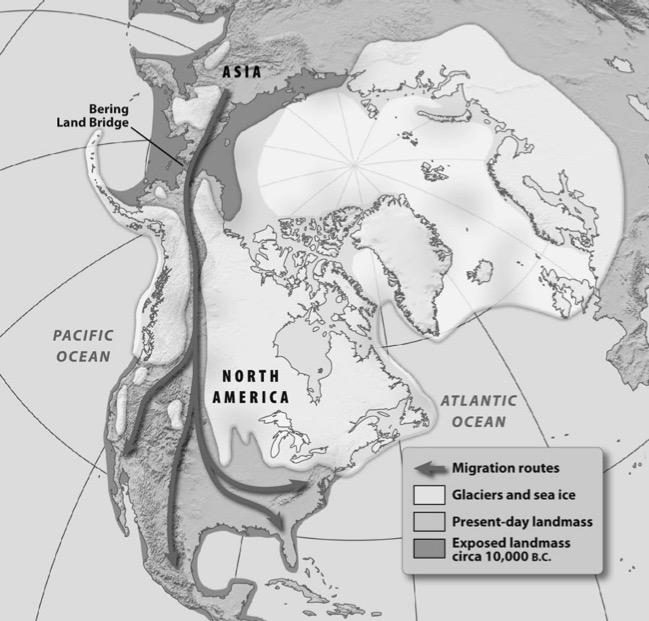 ASIA
Bering
Land Bridge
PACIFIC
OCEAN
NORTH
AMERICA
ATLANTIC
OCEAN
Migration routes
Glaciers and sea ice
Present-day landmass
Exposed landmass
circa 10,000 B.C.